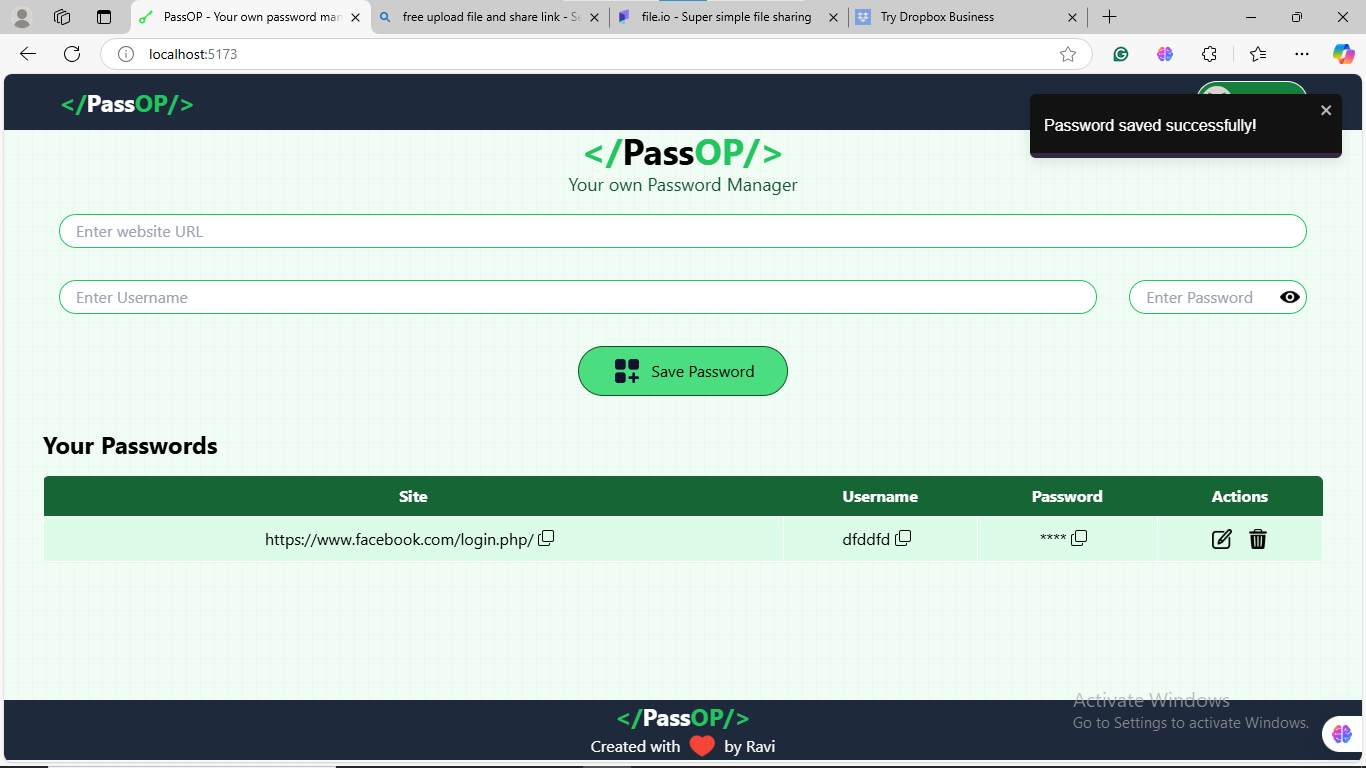 PassOP - Your own password man
free upload file and share link - Se
file.io - Super simple file sharing
Try Dropbox Business
localhost:5173
</PassOP/>
Password saved successfully!
</PassOP/>
Your own Password Manager
Enter website URL
Enter Username
Enter Password
Save Password
Your Passwords
Site Username Password Actions
https://www.facebook.com/login.php/ dfddfd ****
Activate Windows
Go to Settings to activate Windows.
</PassOP/>
Created with by Ravi